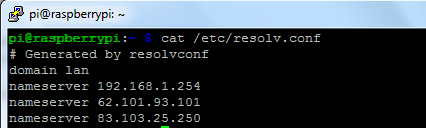 pi@raspberrypi: ~
pi@raspberrypi:~ $ cat /etc/resolv.conf
# Generated by resolvconf
domain lan
nameserver 192.168.1.254
nameserver 62.101.93.101
nameserver 83.103.25.250